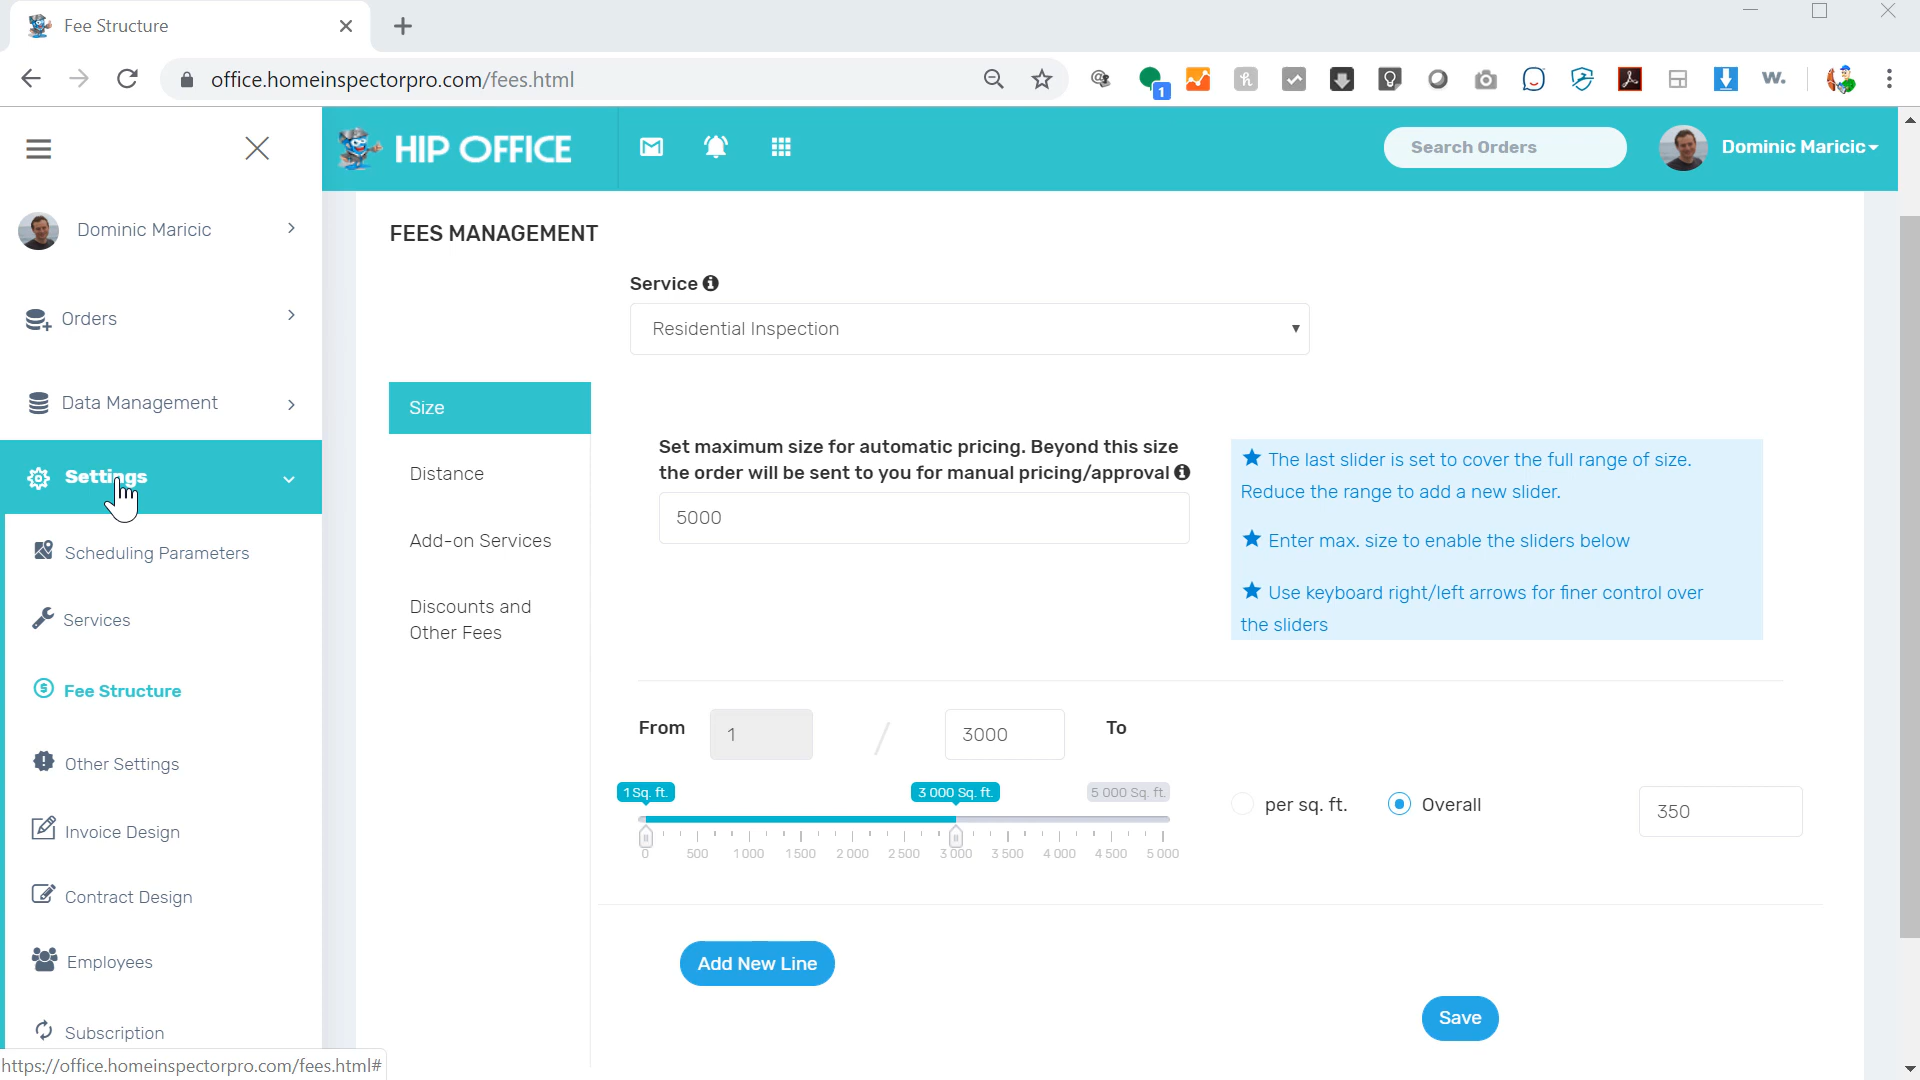 Fee Structure
office.homeinspectorpro.com/fees.html
1
w.
HIP OFFICE
Search Orders
Dominic Maricic
Dominic Maricic
Orders
Data Management
Settings
Scheduling Parameters
Services
Fee Structure
Other Settings
Invoice Design
Contract Design
Employees
Subscription
https://office.homeinspectorpro.com/fees.html#
FEES MANAGEMENT
Service
Residential Inspection
Size
Distance
Add-on Services
Discounts and
Other Fees
Set maximum size for automatic pricing. Beyond this size
the order will be sent to you for manual pricing/approval
5000
The last slider is set to cover the full range of size.
Reduce the range to add a new slider.
Enter max. size to enable the sliders below
Use keyboard right/left arrows for finer control over
the sliders
From 1 / 3000 To
1 Sq. ft. 3 000 Sq. ft. 5 000 Sq. ft.
0 500 1 000 1 500 2 000 2 500 3 000 3 500 4 000 4 500 5 000
per sq. ft. Overall 350
Add New Line
Save